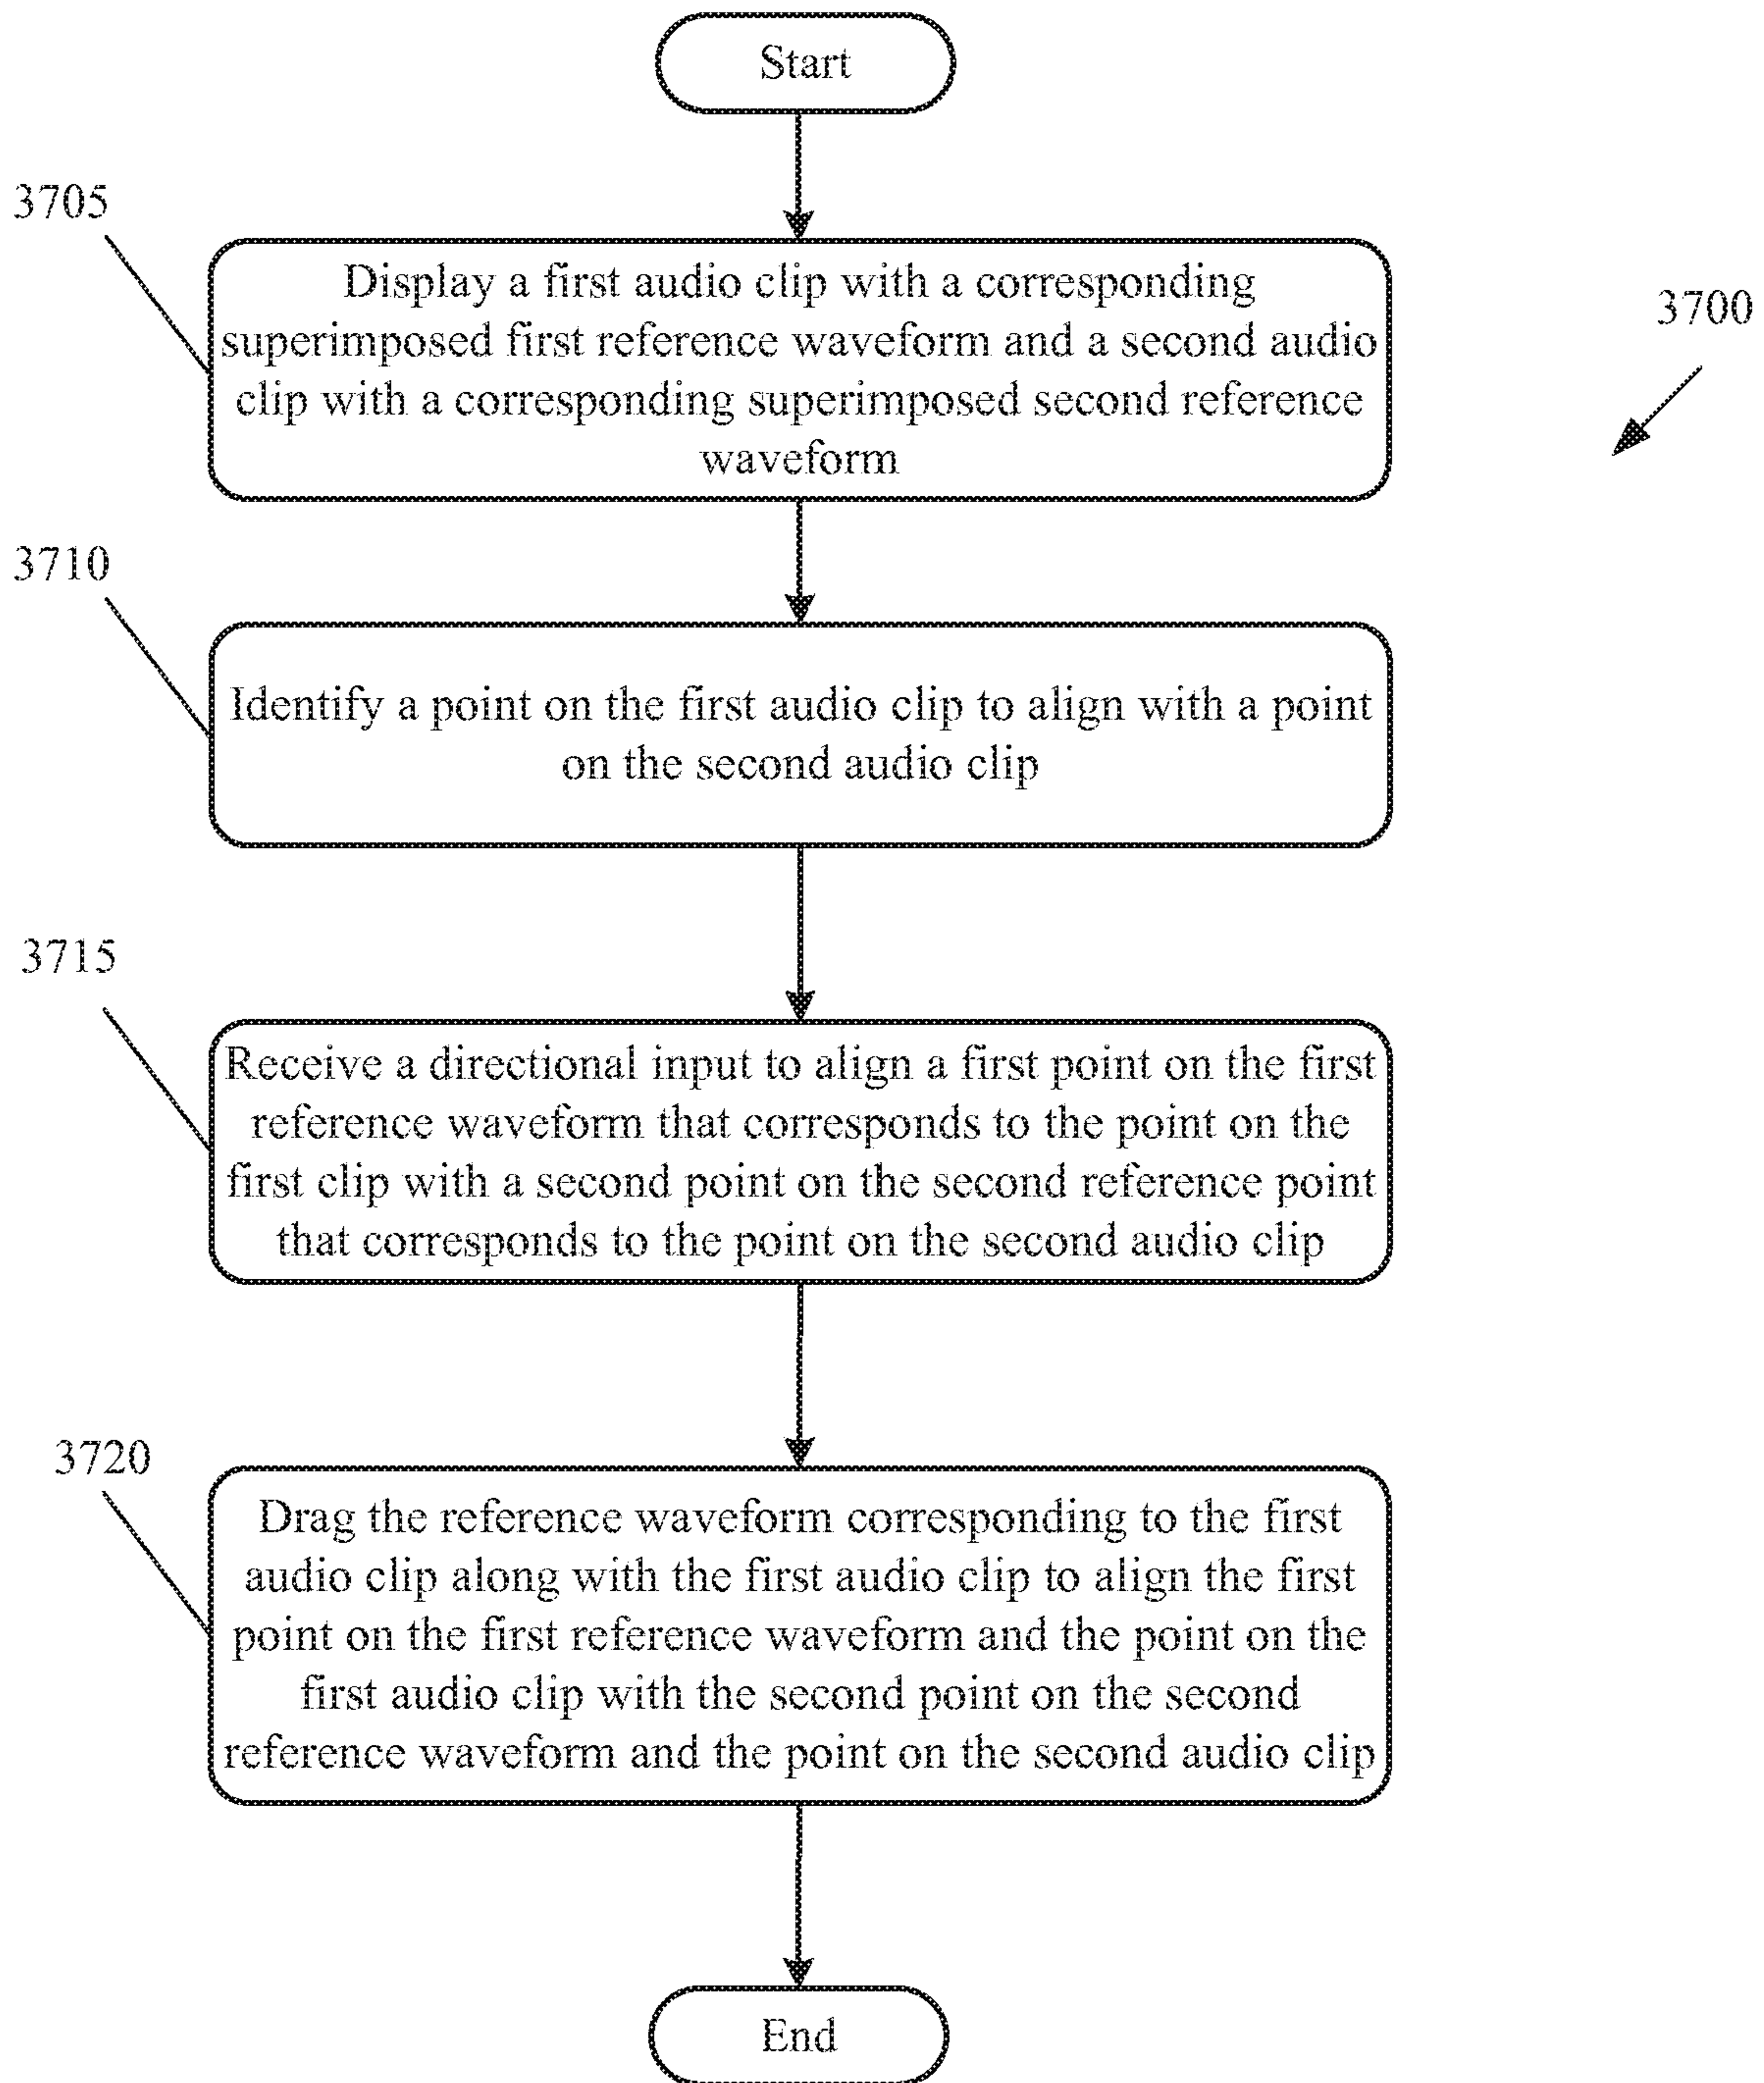 Start
3705
Display a first audio clip with a corresponding
superimposed first reference waveform and a second audio
clip with a corresponding superimposed second reference
waveform
3700
3710
Identify a point on the first audio clip to align with a point
on the second audio clip
3715
Receive a directional input to align a first point on the first
reference waveform that corresponds to the point on the
first clip with a second point on the second reference point
that corresponds to the point on the second audio clip
3720
Drag the reference waveform corresponding to the first
audio clip along with the first audio clip to align the first
point on the first reference waveform and the point on the
first audio clip with the second point on the second
reference waveform and the point on the second audio clip
End